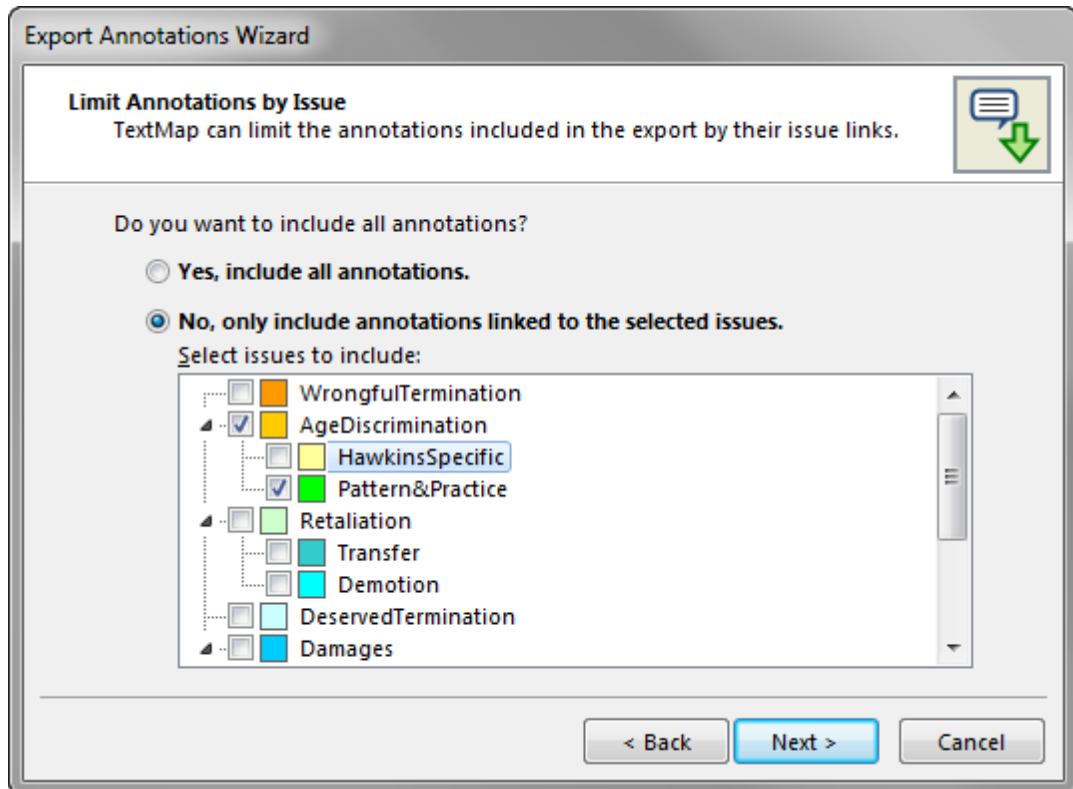 Export Annotations Wizard
Limit Annotations by Issue
TextMap can limit the annotations included in the export by their issue links.
Do you want to include all annotations?
Yes, include all annotations.
No, only include annotations linked to the selected issues.
Select issues to include:
WrongfulTermination
AgeDiscrimination
HawkinsSpecific
Pattern&Practice
Retaliation
Transfer
Demotion
DeservedTermination
Damages
< Back Next > Cancel